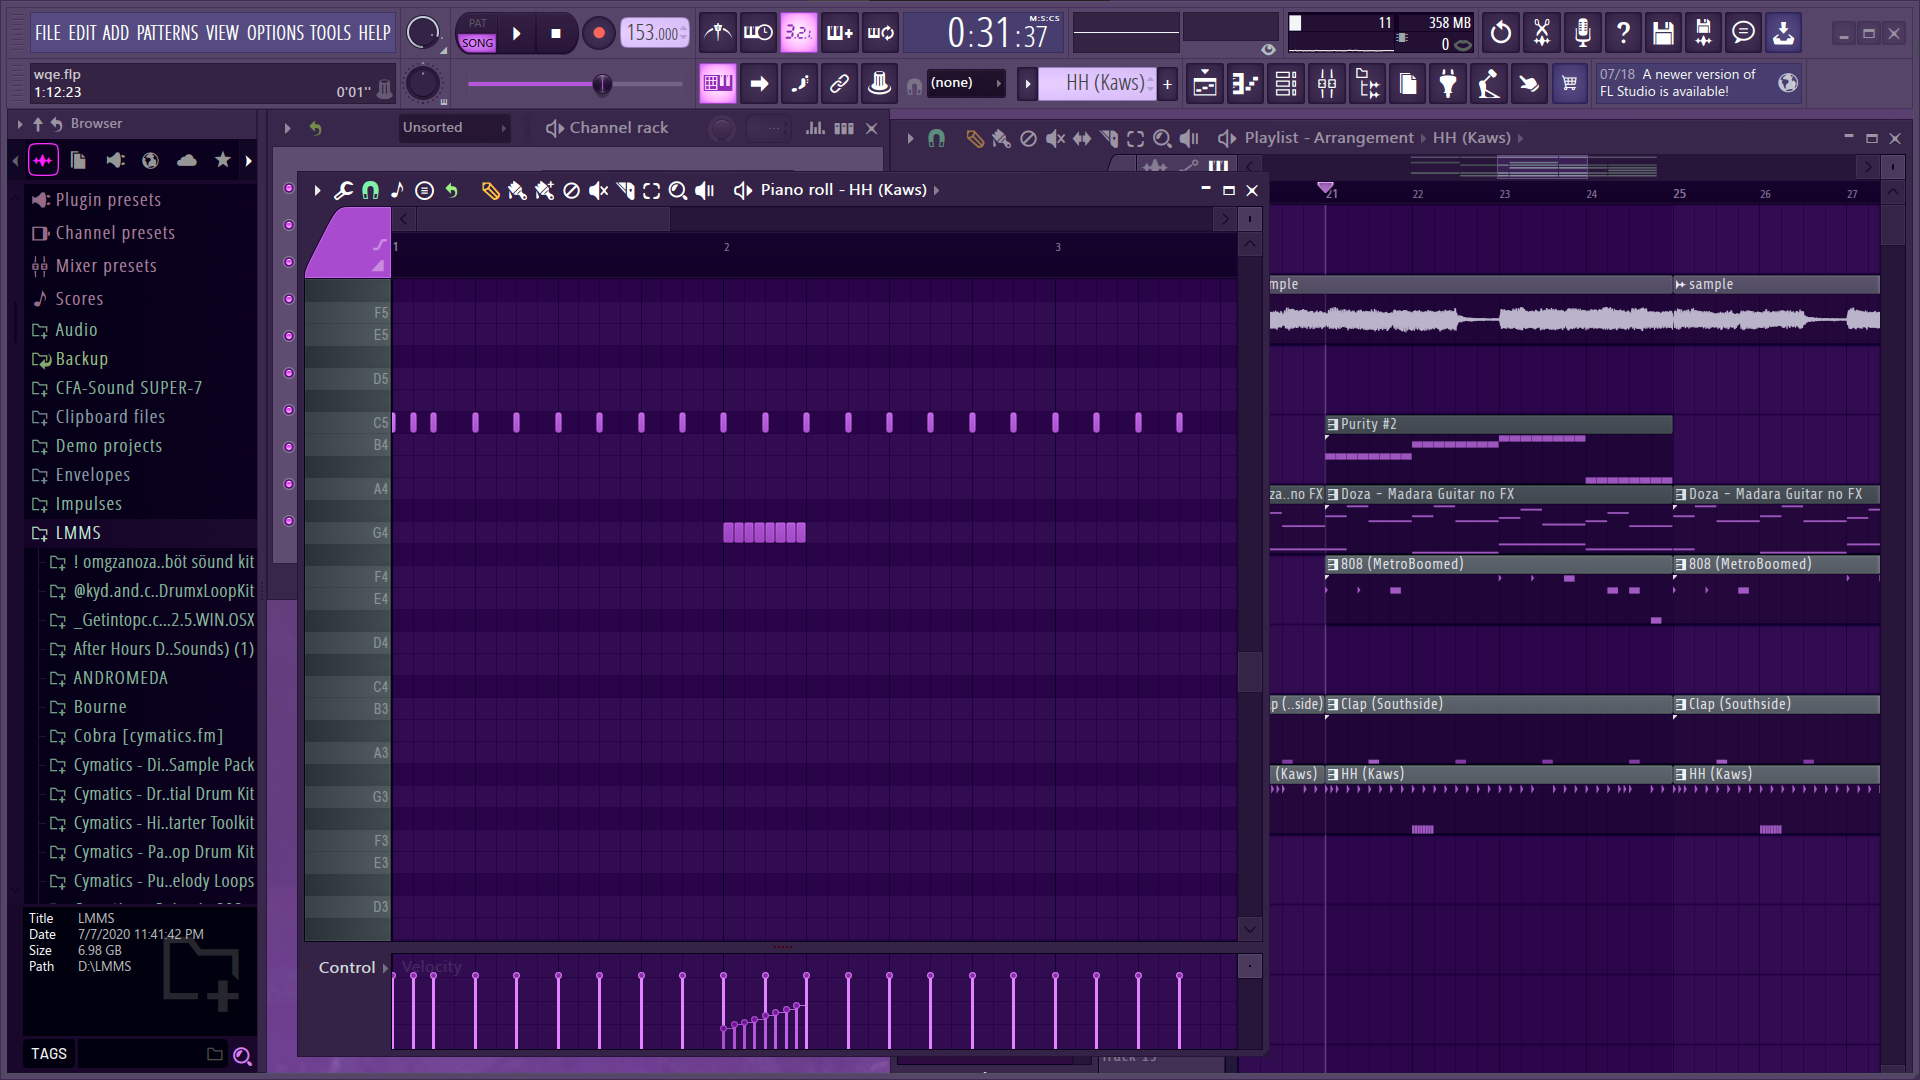 FILE EDIT ADD PATTERNS VIEW OPTIONS TOOLS HELP
PAT
SONG
153.000
3.2.
0:31:37
M:S:CS
11
358 MB
0
wqe.flp
1:12:23
0'01''
(none)
HH (Kaws)
+
07/18 A newer version of
FL Studio is available!
Browser
Unsorted
Channel rack
Playlist - Arrangement
HH (Kaws)
Plugin presets
Channel presets
Mixer presets
Scores
Audio
Backup
CFA-Sound SUPER-7
Clipboard files
Demo projects
Envelopes
Impulses
LMMS
! omgzanoza..böt söund kit
@kyd.and.c..DrumxLoopKit
_Getintopc.c...2.5.WIN.OSX
After Hours D..Sounds) (1)
ANDROMEDA
Bourne
Cobra [cymatics.fm]
Cymatics - Di..Sample Pack
Cymatics - Dr..tial Drum Kit
Cymatics - Hi..tarter Toolkit
Cymatics - Pa..op Drum Kit
Cymatics - Pu..elody Loops
Title LMMS
Date 7/7/2020 11:41:42 PM
Size 6.98 GB
Path D:\LMMS
TAGS
Piano roll - HH (Kaws)
1
2
3
F5
E5
D5
C5
B4
A4
G4
F4
E4
D4
C4
B3
A3
G3
F3
E3
D3
Control
Velocity
21
22
23
24
25
26
27
mple
sample
Purity #2
za..no FX
Doza - Madara Guitar no FX
Doza - Madara Guitar no FX
808 (MetroBoomed)
808 (MetroBoomed)
p (..side)
Clap (Southside)
Clap (Southside)
(Kaws)
HH (Kaws)
HH (Kaws)